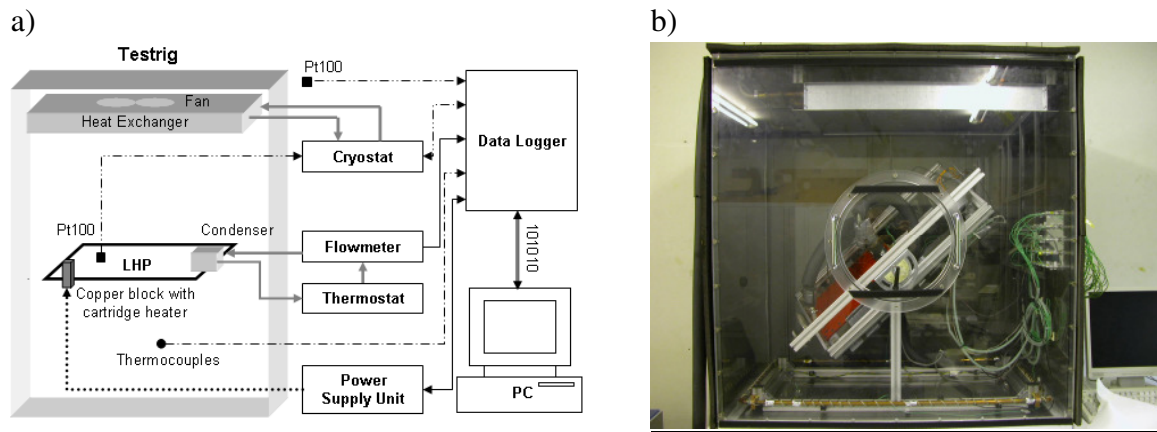 a)
b)
Testrig
Pt100
Fan
Heat Exchanger
Cryostat
Data Logger
Pt100
Condenser
LHP
Flowmeter
Thermostat
101010
Copper block with
cartridge heater
Thermocouples
Power
Supply Unit
PC